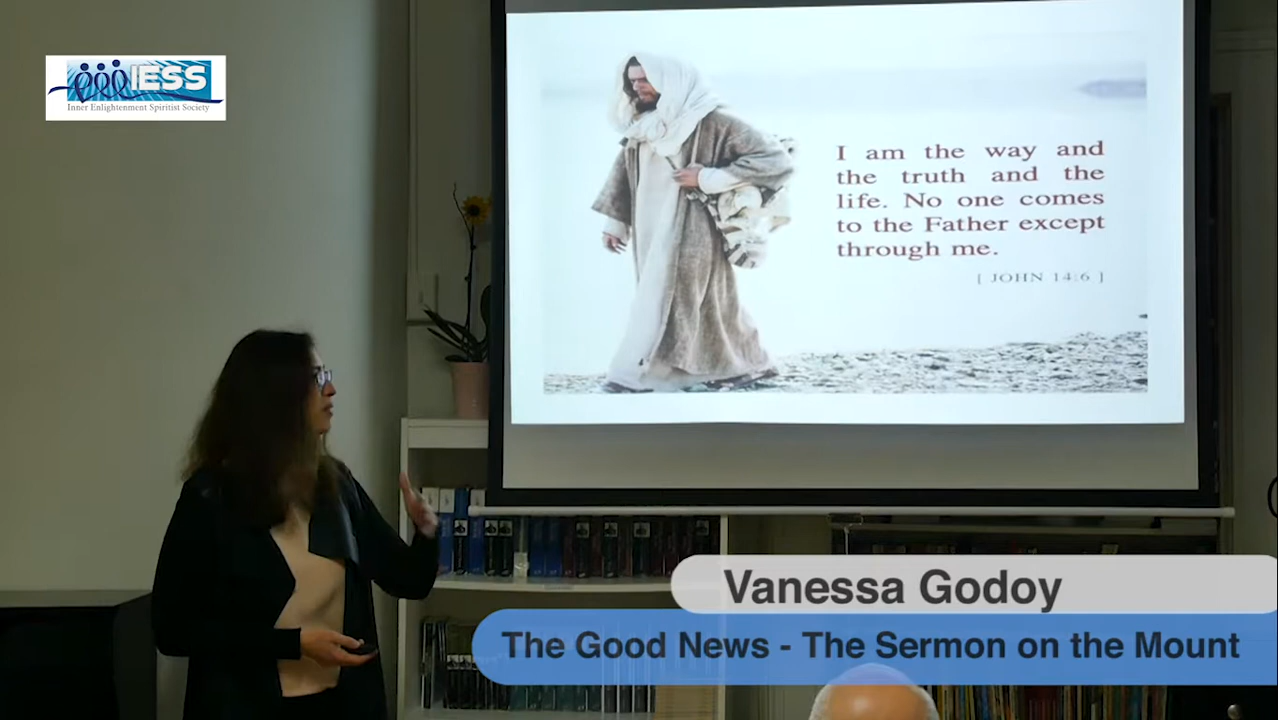 IESS
Inner Enlightenment Spiritist Society
I am the way and
the truth and the
life. No one comes
to the Father except
through me.
[ JOHN 14:6 ]
Vanessa Godoy
The Good News - The Sermon on the Mount